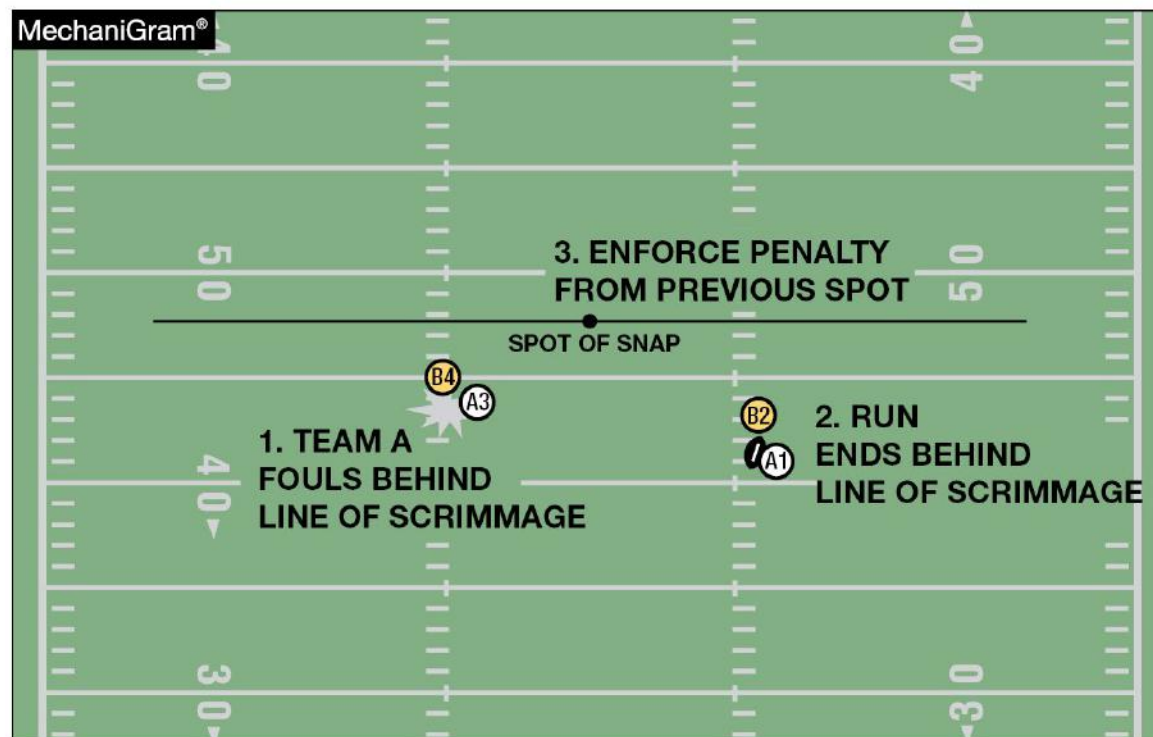 MechaniGram®
40
40
50
50
3. ENFORCE PENALTY
FROM PREVIOUS SPOT
SPOT OF SNAP
B4
A3
B2
A1
1. TEAM A
FOULS BEHIND
LINE OF SCRIMMAGE
2. RUN
ENDS BEHIND
LINE OF SCRIMMAGE
40
30
30